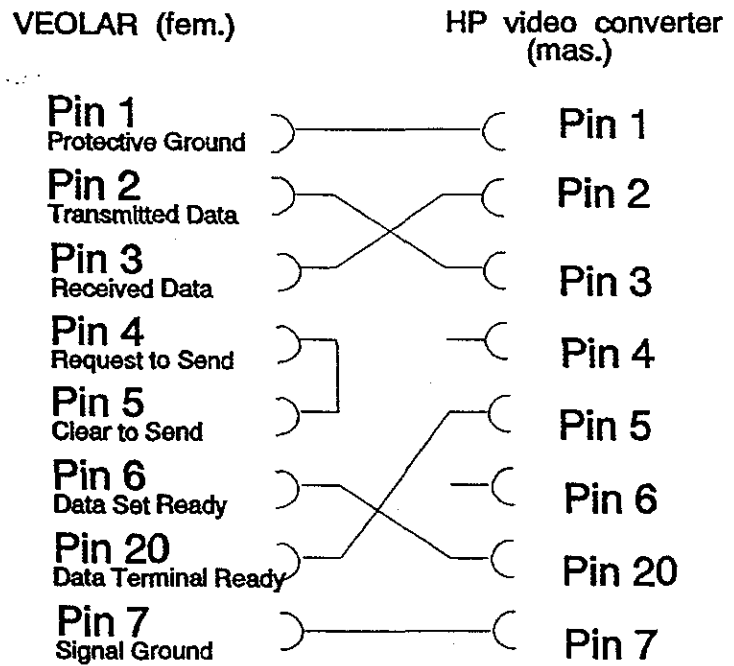 VEOLAR (fem.)
HP video converter
(mas.)
Pin 1
Protective Ground
Pin 1
Pin 2
Transmitted Data
Pin 2
Pin 3
Received Data
Pin 3
Pin 4
Request to Send
Pin 4
Pin 5
Clear to Send
Pin 5
Pin 6
Data Set Ready
Pin 6
Pin 20
Data Terminal Ready
Pin 20
Pin 7
Signal Ground
Pin 7